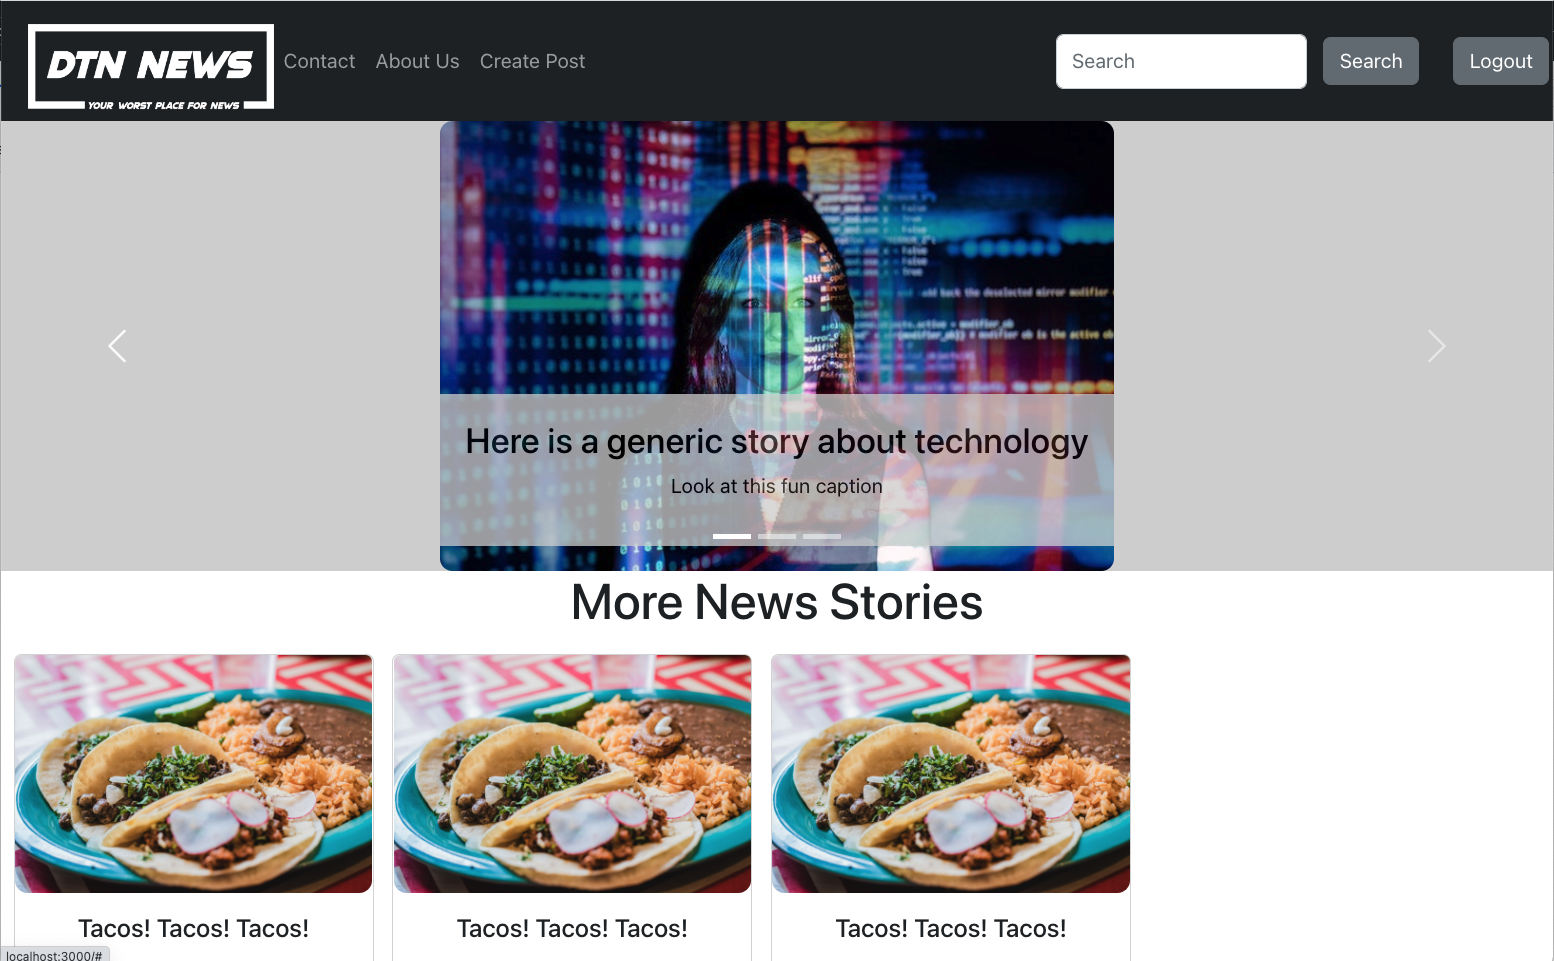 DTN NEWS
YOUR WORST PLACE FOR NEWS
Contact About Us Create Post
Search
Search
Logout
Here is a generic story about technology
Look at this fun caption
More News Stories
Tacos! Tacos! Tacos!
Tacos! Tacos! Tacos!
Tacos! Tacos! Tacos!
localhost:3000/#